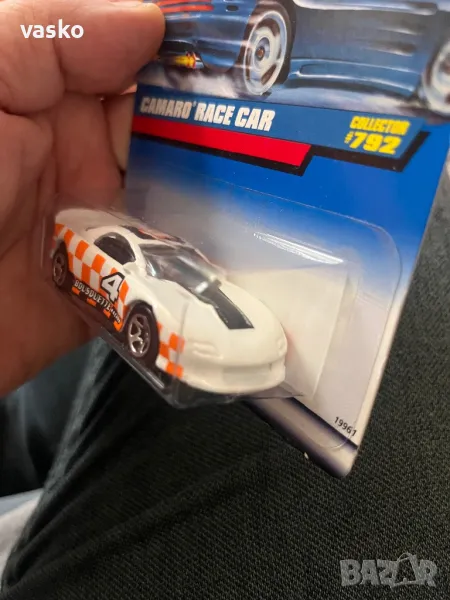 vasko
CAMARO RACE CAR
COLLECTOR
#792
4
19961
BAZAR